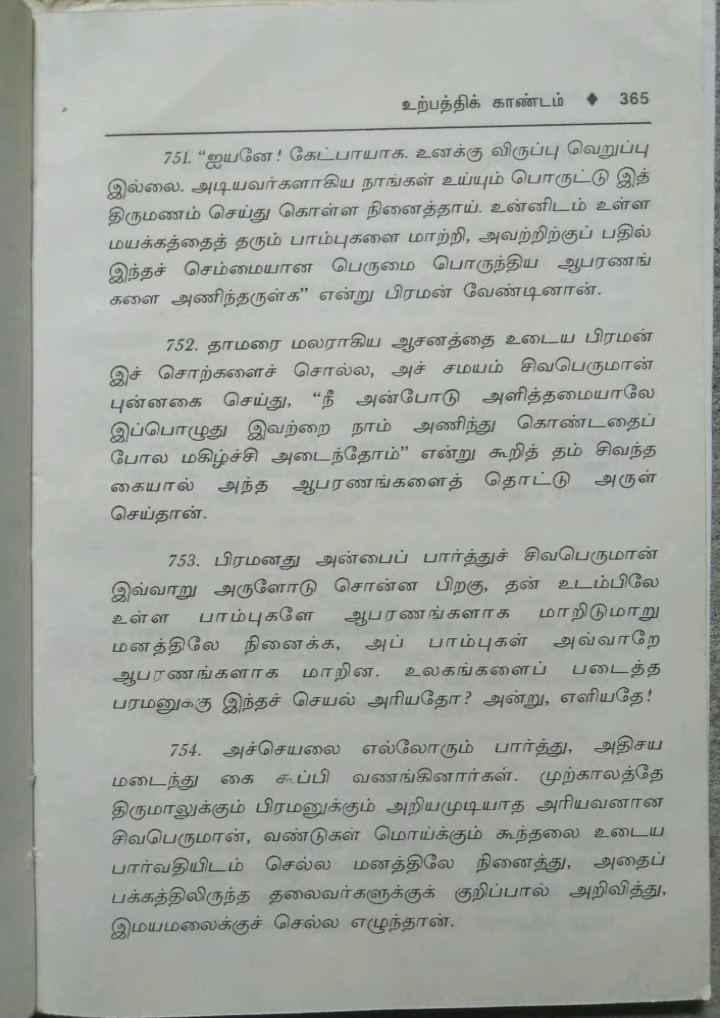 உற்பத்திக் காண்டம் ◆ 365
751. “ஐயனே! கேட்பாயாக. உனக்கு விருப்பு வெறுப்பு
இல்லை. அடியவர்களாகிய நாங்கள் உய்யும் பொருட்டு இத்
திருமணம் செய்து கொள்ள நினைத்தாய். உன்னிடம் உள்ள
மயக்கத்தைத் தரும் பாம்புகளை மாற்றி, அவற்றிற்குப் பதில்
இந்தச் செம்மையான பெருமை பொருந்திய ஆபரணங்
களை அணிந்தருள்க” என்று பிரமன் வேண்டினான்.
752. தாமரை மலராகிய ஆசனத்தை உடைய பிரமன்
இச் சொற்களைச் சொல்ல, அச் சமயம் சிவபெருமான்
புன்னகை செய்து, “நீ அன்போடு அளித்தமையாலே
இப்பொழுது இவற்றை நாம் அணிந்து கொண்டதைப்
போல மகிழ்ச்சி அடைந்தோம்” என்று கூறித் தம் சிவந்த
கையால் அந்த ஆபரணங்களைத் தொட்டு அருள்
செய்தான்.
753. பிரமனது அன்பைப் பார்த்துச் சிவபெருமான்
இவ்வாறு அருளோடு சொன்ன பிறகு, தன் உடம்பிலே
உள்ள பாம்புகளே ஆபரணங்களாக மாறிடுமாறு
மனத்திலே நினைக்க, அப் பாம்புகள் அவ்வாறே
ஆபரணங்களாக மாறின. உலகங்களைப் படைத்த
பரமனுக்கு இந்தச் செயல் அரியதோ? அன்று, எளியதே!
754. அச்செயலை எல்லோரும் பார்த்து, அதிசய
மடைந்து கை கூப்பி வணங்கினார்கள். முற்காலத்தே
திருமாலுக்கும் பிரமனுக்கும் அறியமுடியாத அரியவனான
சிவபெருமான், வண்டுகள் மொய்க்கும் கூந்தலை உடைய
பார்வதியிடம் செல்ல மனத்திலே நினைத்து, அதைப்
பக்கத்திலிருந்த தலைவர்களுக்குக் குறிப்பால் அறிவித்து,
இமயமலைக்குச் செல்ல எழுந்தான்.